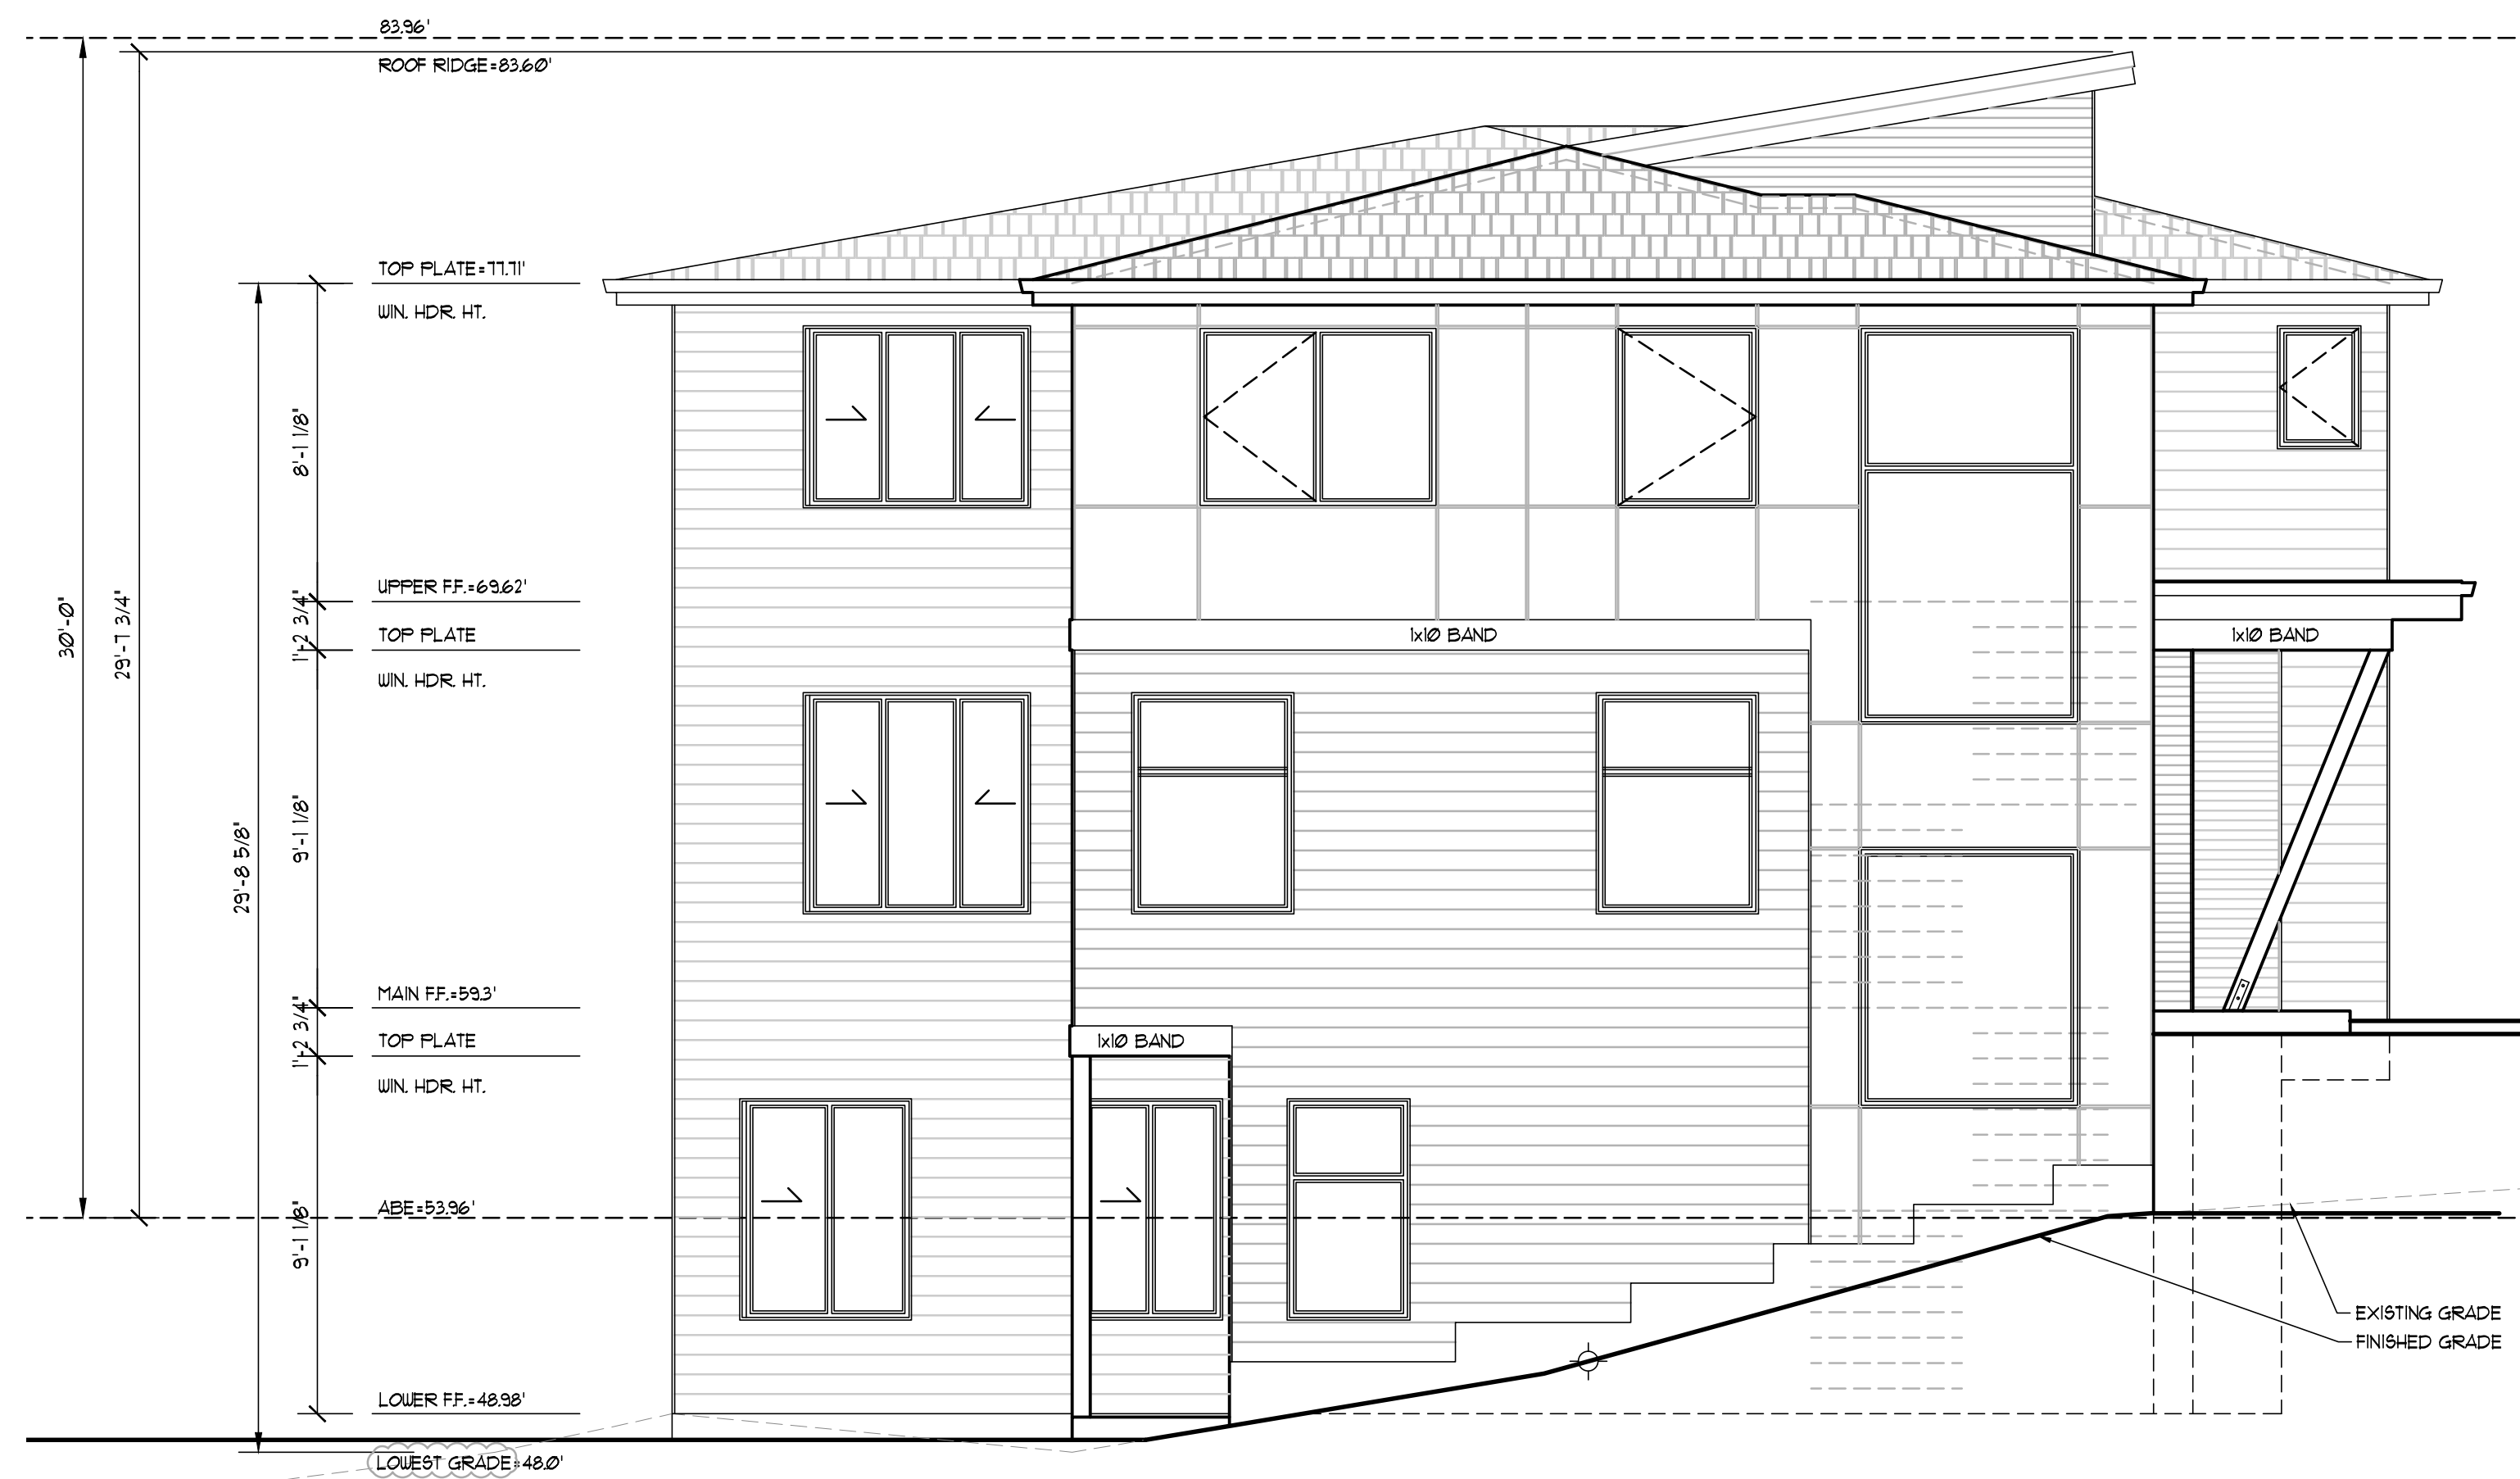 83.96'
ROOF RIDGE=83.60'
TOP PLATE=77.71'
WIN. HDR. HT.
8'-1 1/8"
UPPER F.F.=69.62'
1'-2 3/4"
TOP PLATE
WIN. HDR. HT.
30'-0"
29'-7 3/4"
29'-8 5/8"
9'-1 1/8"
MAIN F.F.=59.3'
1'-2 3/4"
TOP PLATE
WIN. HDR. HT.
ABE=53.96'
9'-1 1/8"
LOWER F.F.=48.98'
LOWEST GRADE=48.0'
1x10 BAND
1x10 BAND
1x10 BAND
EXISTING GRADE
FINISHED GRADE